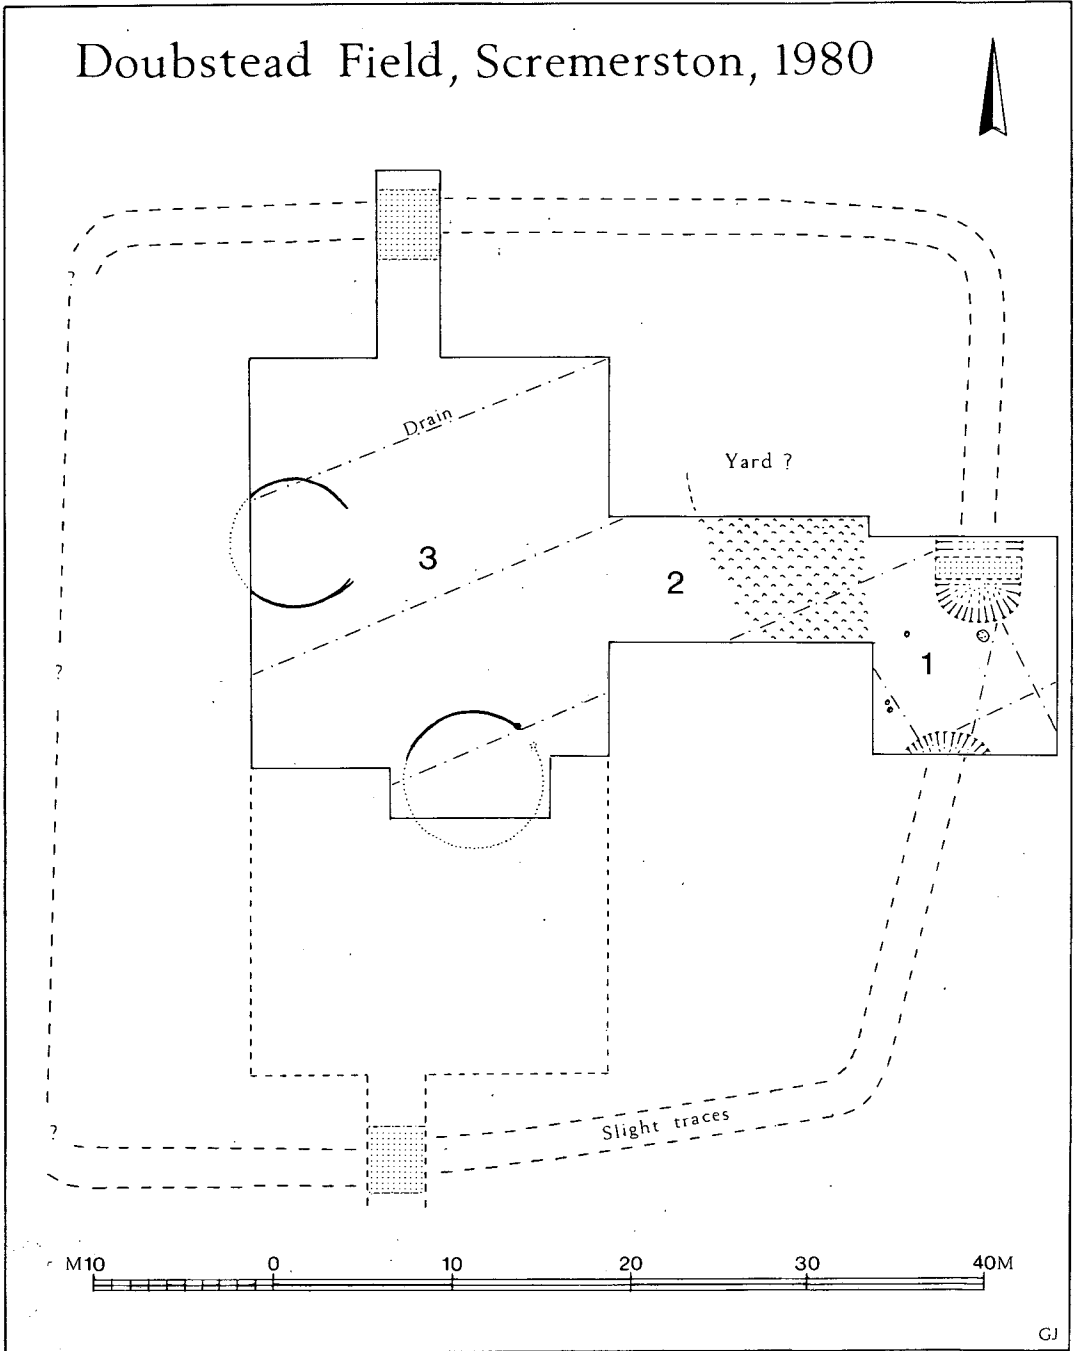 Doubstead Field, Scremerston, 1980
?
Drain
Yard ?
3
2
1
?
?
Slight traces
M10 0 10 20 30 40M
GJ